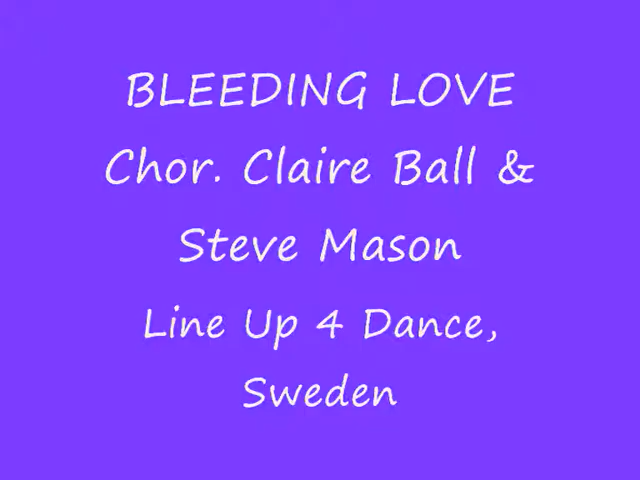 BLEEDING LOVE
Chor. Claire Ball &
Steve Mason
Line Up 4 Dance,
Sweden